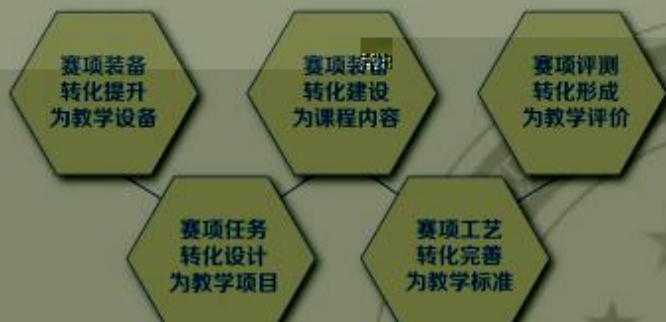 赛项装备
转化提升
为教学设备
赛项装备
转化建设
为课程内容
赛项评测
转化形成
为教学评价
赛项任务
转化设计
为教学项目
赛项工艺
转化完善
为教学标准